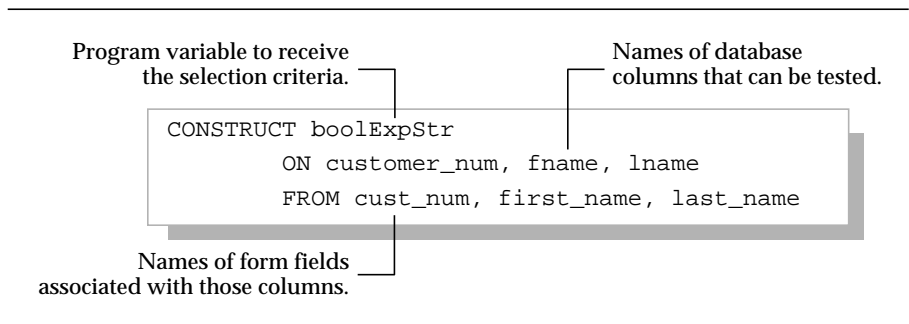 Program variable to receive
the selection criteria.
Names of database
columns that can be tested.
CONSTRUCT boolExpStr
ON customer_num, fname, lname
FROM cust_num, first_name, last_name
Names of form fields
associated with those columns.